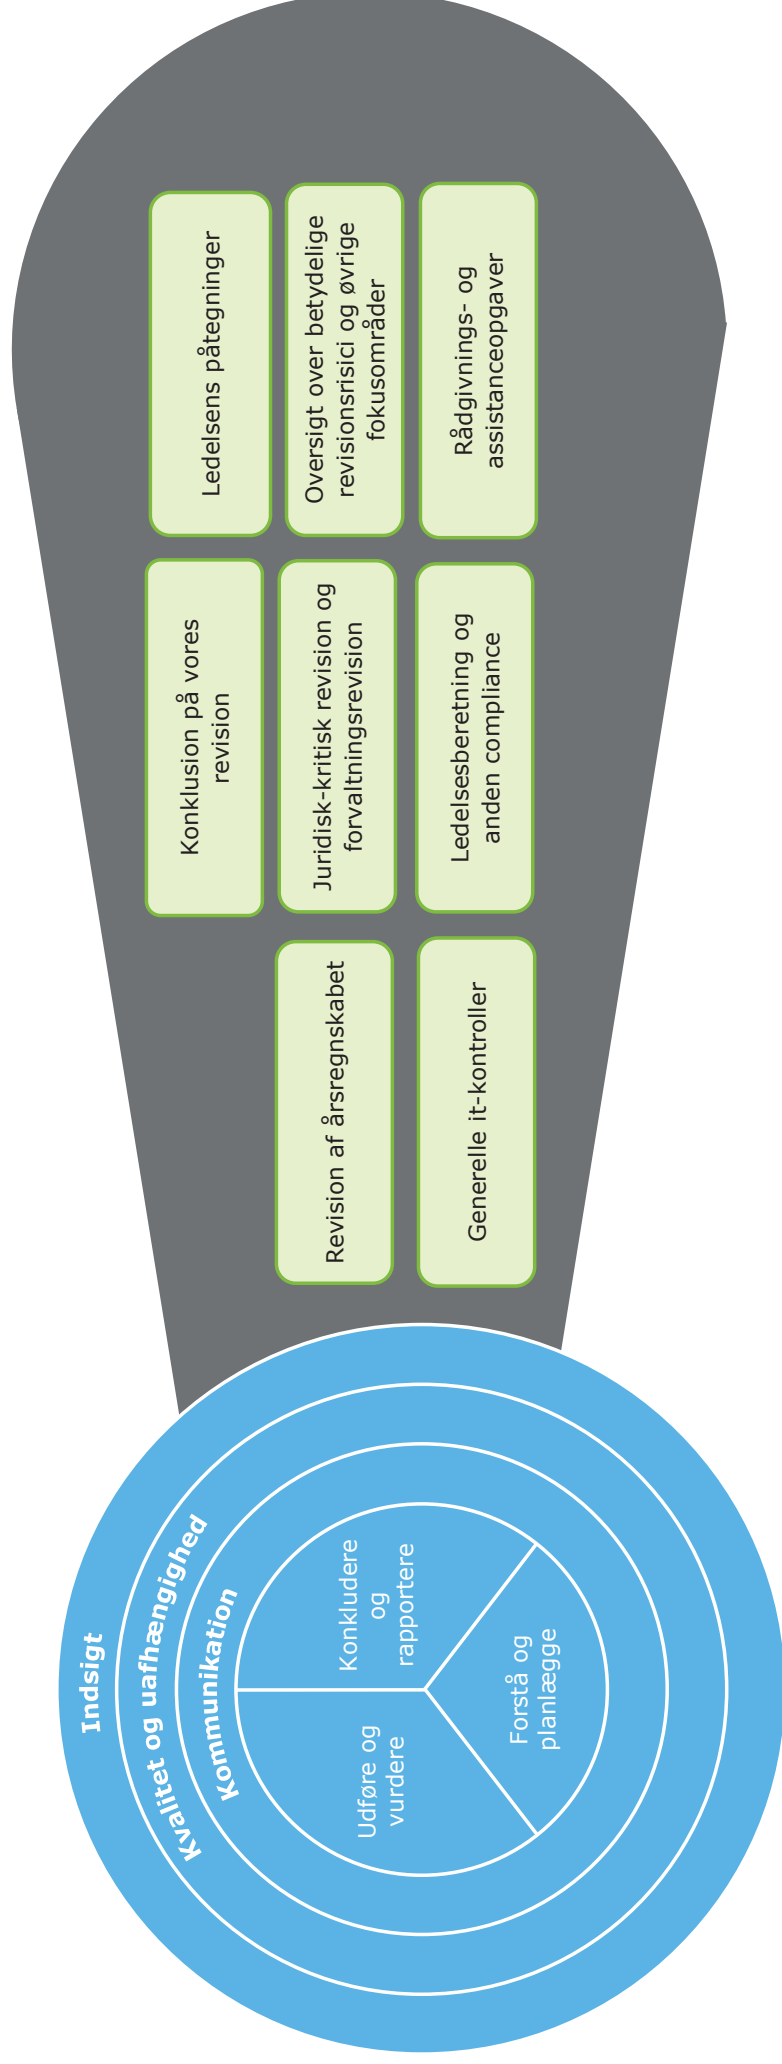 Indsigt
Kvalitet og uafhængighed
Kommunikation
Udføre og
vurdere
Konkludere
og
rapportere
Forstå og
planlægge
Konklusion på vores
revision
Ledelsens påtegninger
Revision af årsregnskabet
Juridisk-kritisk revision og
forvaltningsrevision
Oversigt over betydelige
revisionsrisici og øvrige
fokusområder
Generelle it-kontroller
Ledelsesberetning og
anden compliance
Rådgivnings- og
assistanceopgaver